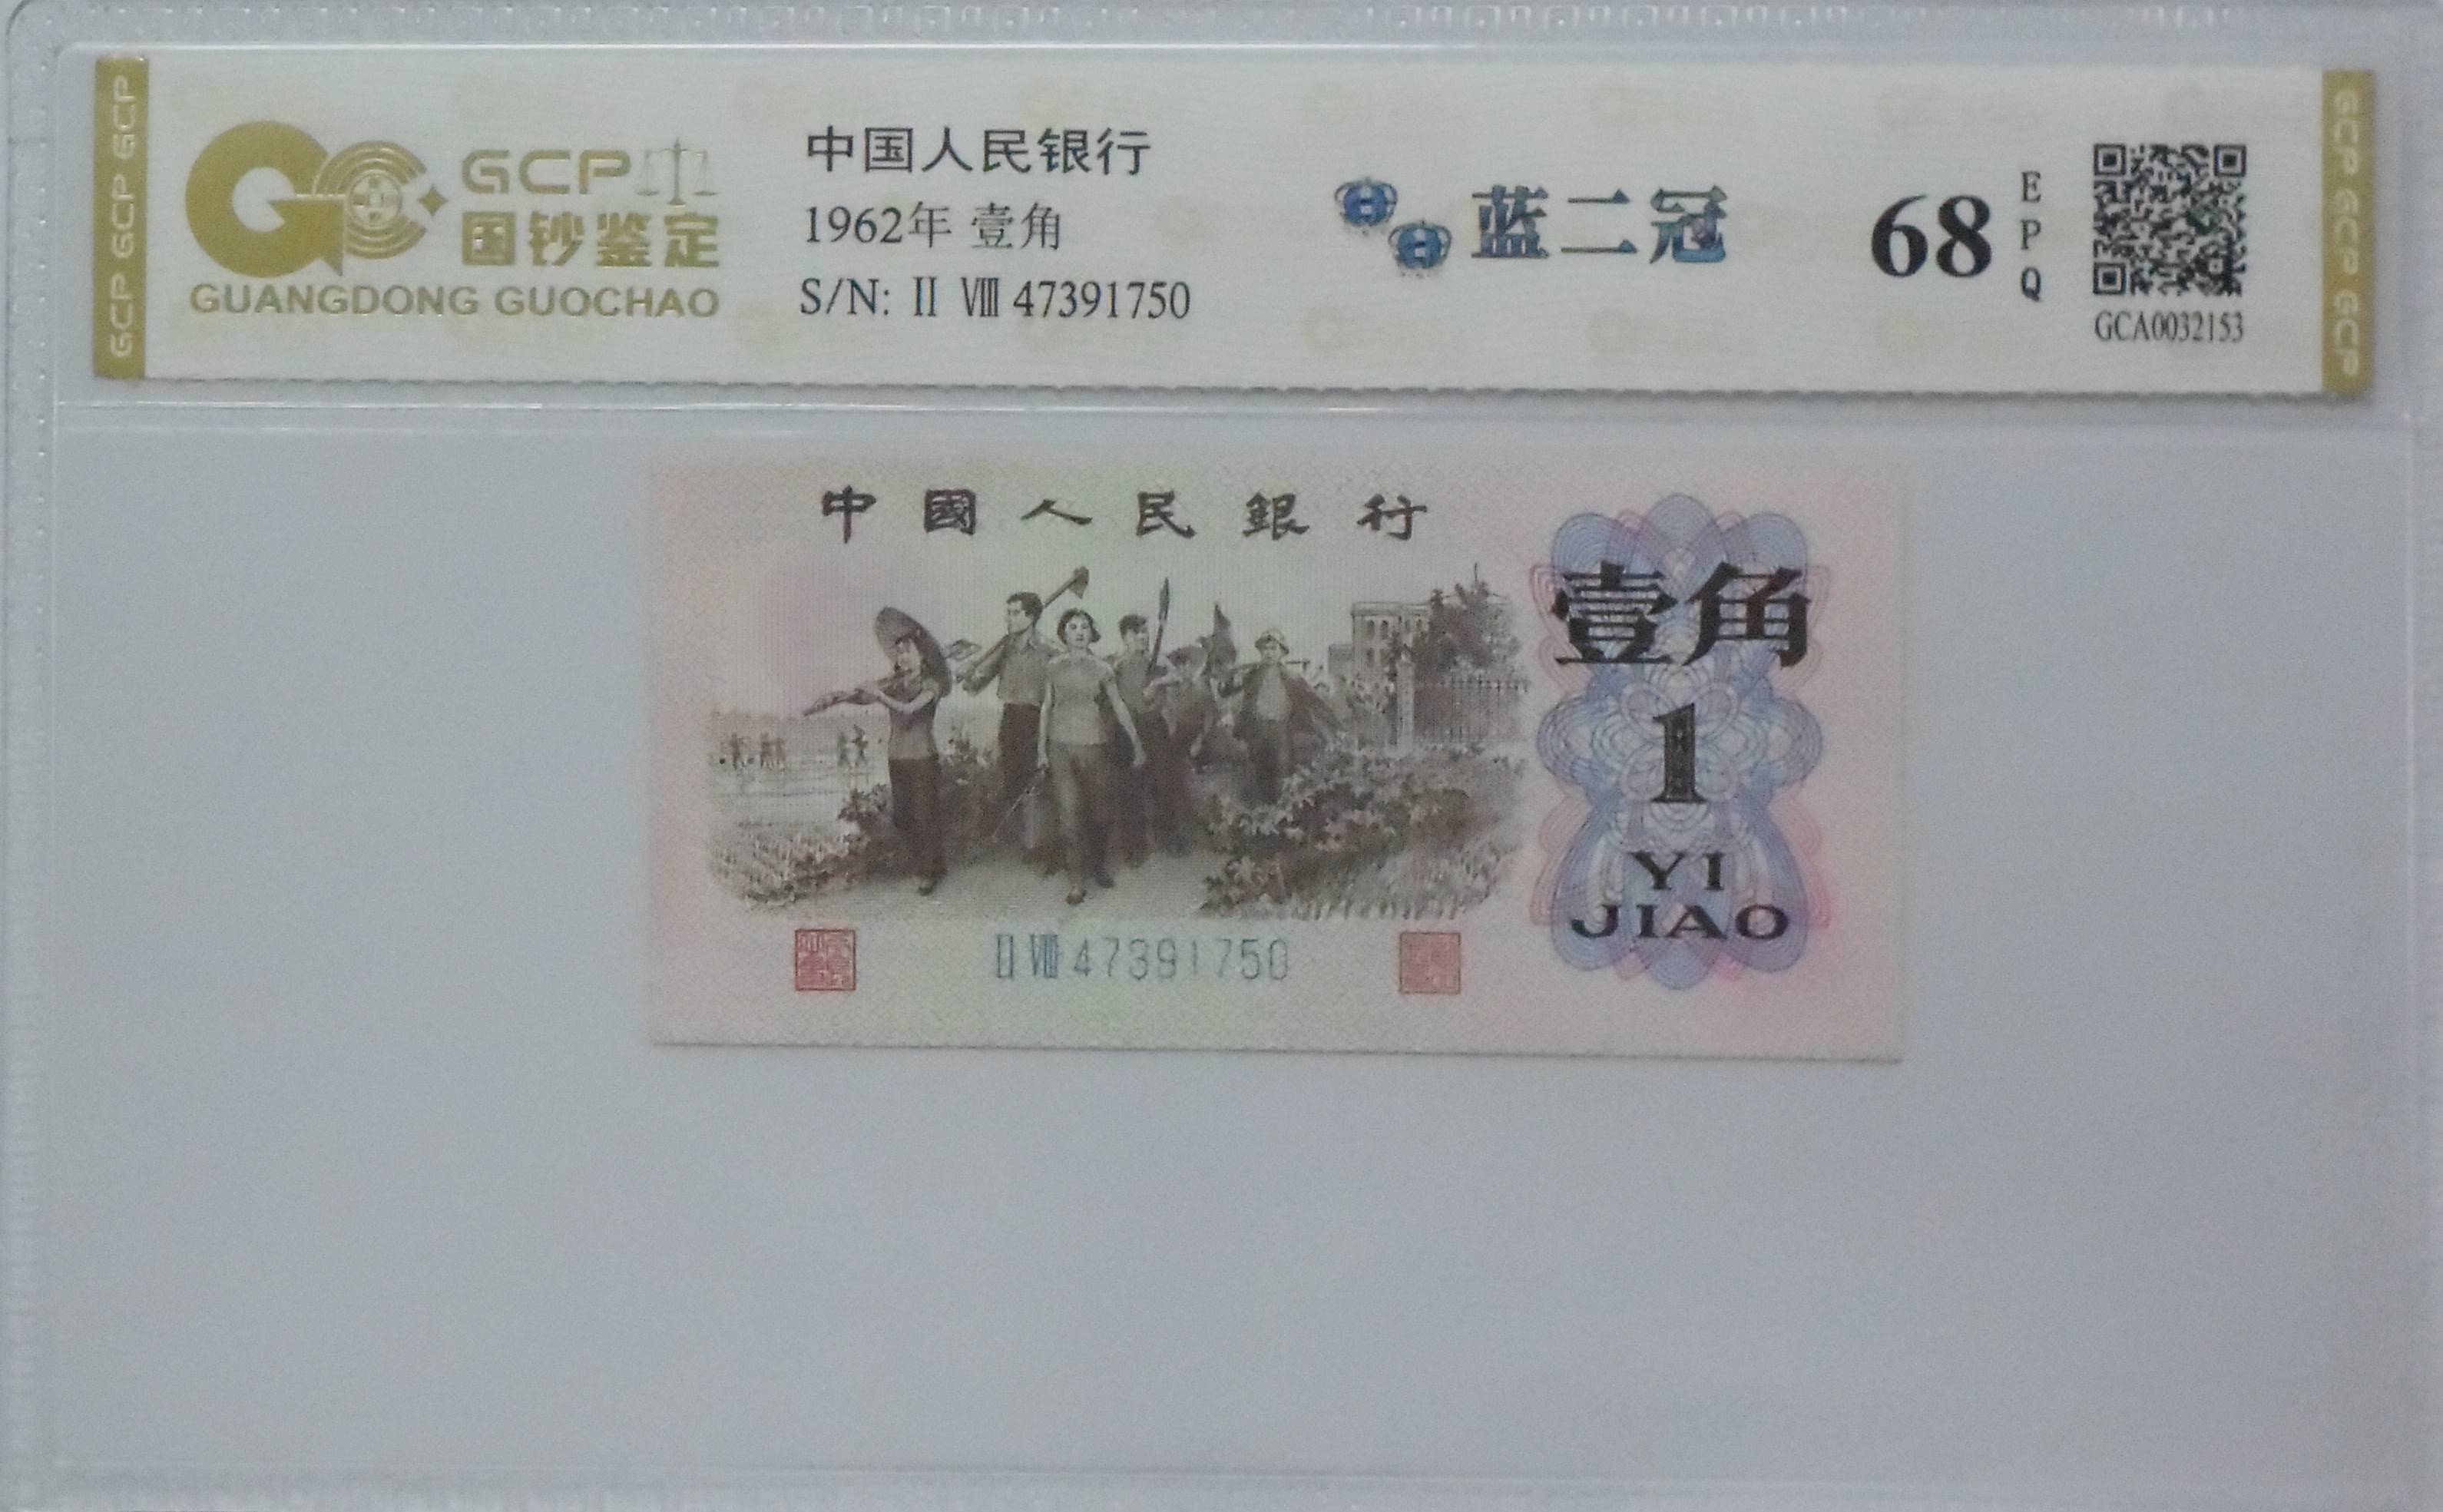 GCP GCP GCP
GCP
国钞鉴定
GUANGDONG GUOCHAO
中国人民银行
1962年 壹角
S/N: II VIII 47391750
蓝二冠
68
E
P
Q
GCA0032153
GCP GCP GCP
中國人民銀行
壹角
1
YI
JIAO
II VIII 47391750